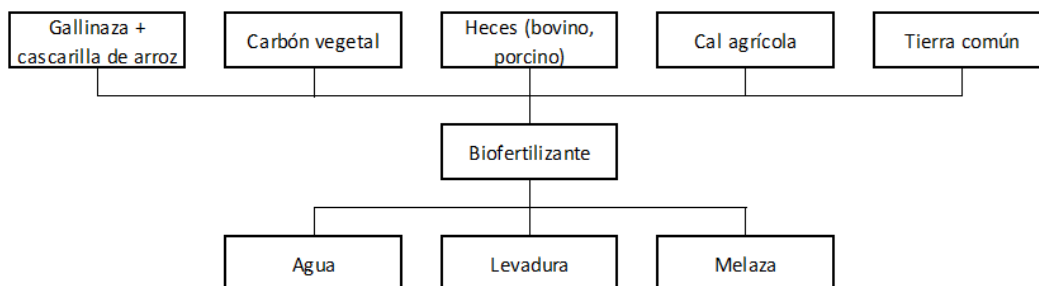 Gallinaza +
cascarilla de arroz
Carbón vegetal
Heces (bovino,
porcino)
Cal agrícola
Tierra común
Biofertilizante
Agua
Levadura
Melaza